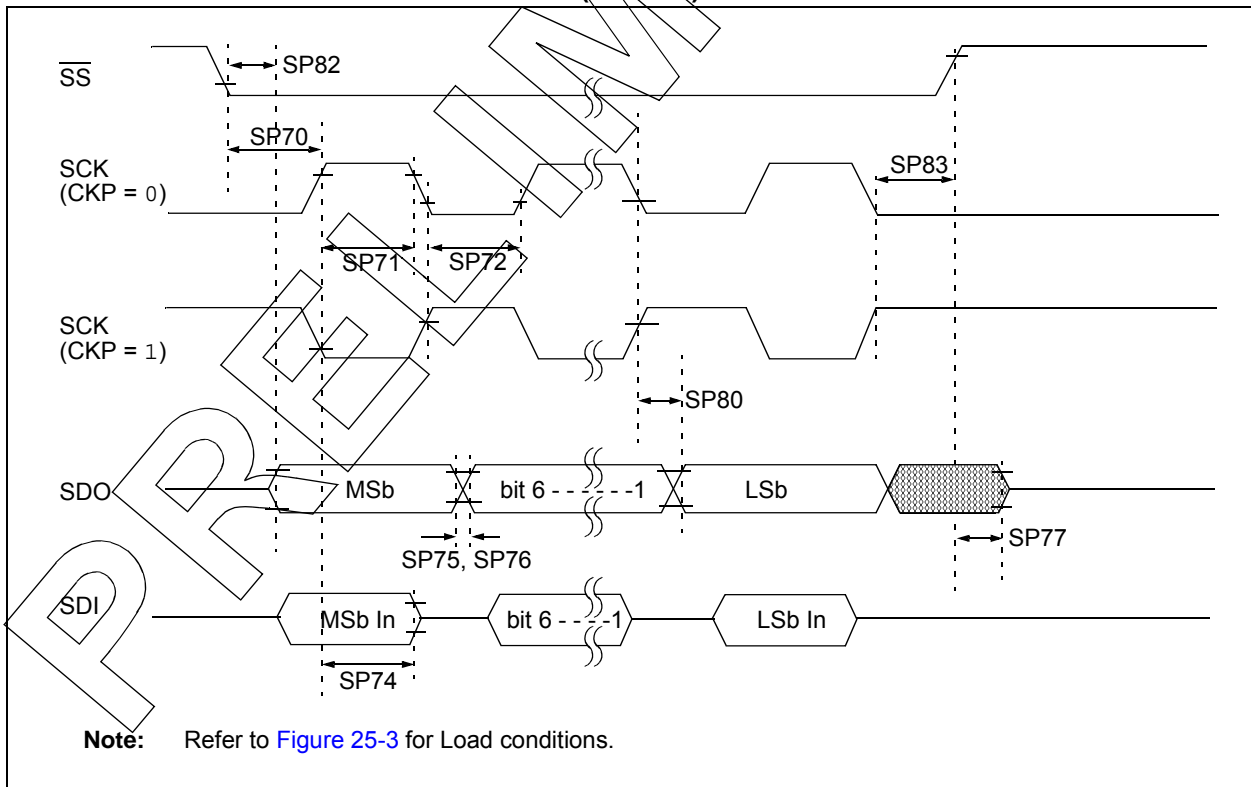 SS
SP82
SP70
SCK
(CKP = 0)
SP83
SP71
SP72
SCK
(CKP = 1)
SP80
SDO
MSb
bit 6 - - - - - -1
LSb
SP75, SP76
SP77
SDI
MSb In
bit 6 - - - -1
LSb In
SP74
Note: Refer to Figure 25-3 for Load conditions.
PRELIM